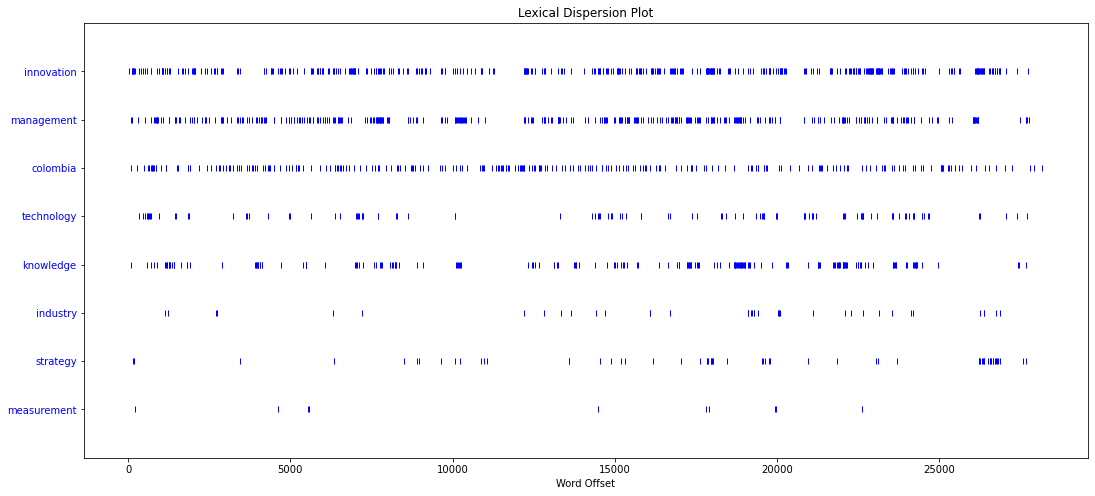 Lexical Dispersion Plot
innovation
management
colombia
technology
knowledge
industry
strategy
measurement
0 5000 10000 15000 20000 25000
Word Offset